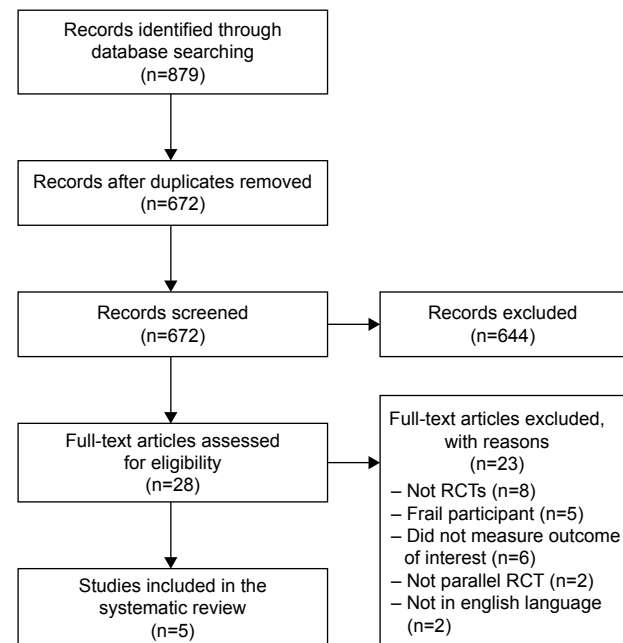 Records identified through
database searching
(n=879)
Records after duplicates removed
(n=672)
Records screened
(n=672)
Records excluded
(n=644)
Full-text articles assessed
for eligibility
(n=28)
Full-text articles excluded,
with reasons
(n=23)
– Not RCTs (n=8)
– Frail participant (n=5)
– Did not measure outcome
of interest (n=6)
– Not parallel RCT (n=2)
– Not in english language
(n=2)
Studies included in the
systematic review
(n=5)